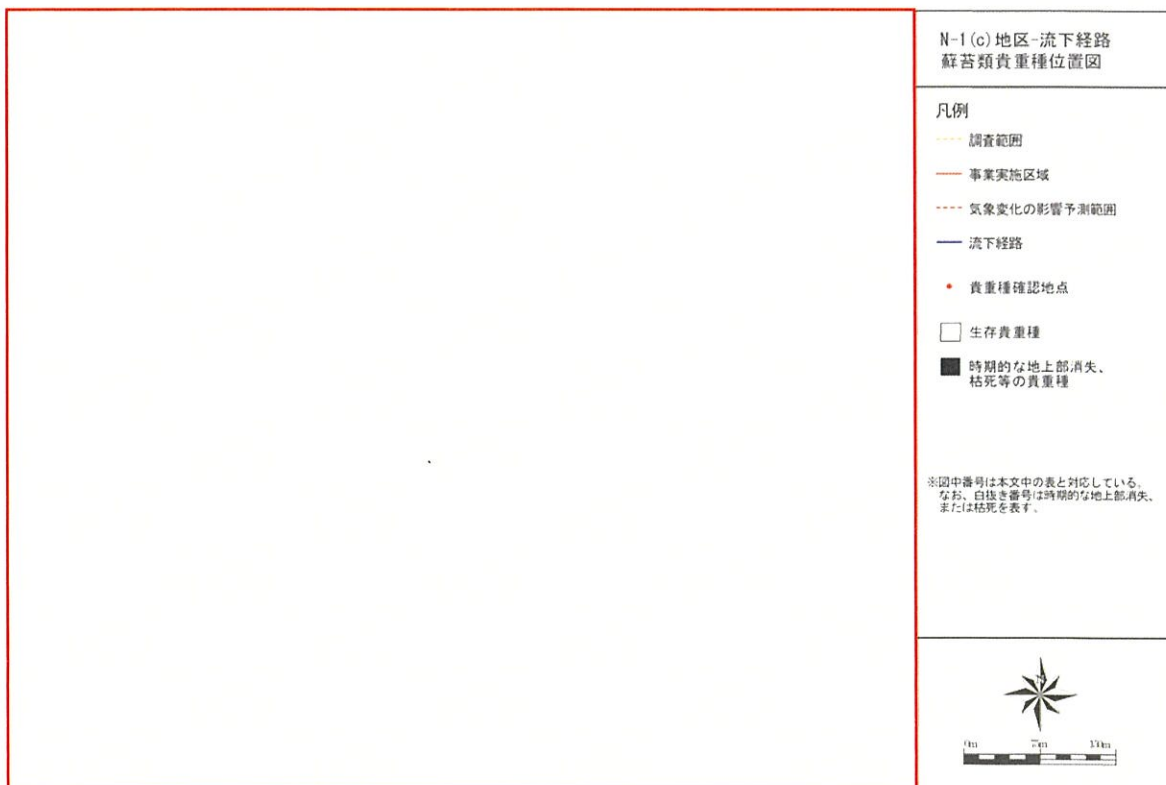 N-1(c)地区-流下経路
蘇苔類貴重種位置図
凡例
調査範囲
事業実施区域
気象変化の影響予測範囲
流下経路
貴重種確認地点
生存貴重種
時期的な地上部消失、
枯死等の貴重種
※図中番号は本文中の表と対応している。
なお、白抜き番号は時期的な地上部消失、
または枯死を表す。
N
0m 75m 150m